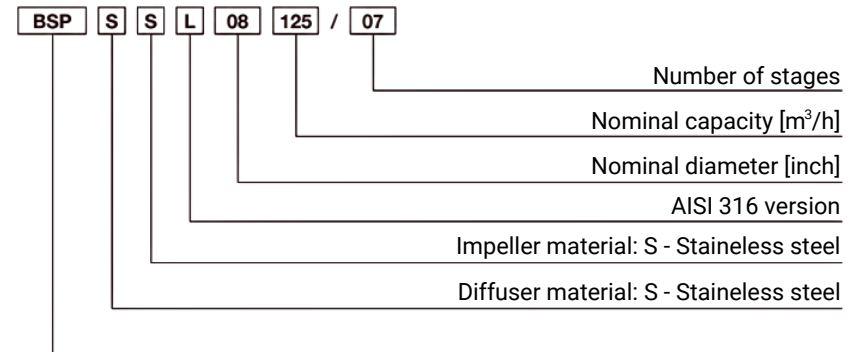 BSP S S L 08 125 / 07
Number of stages
Nominal capacity [m³/h]
Nominal diameter [inch]
AISI 316 version
Impeller material: S - Staineless steel
Diffuser material: S - Staineless steel